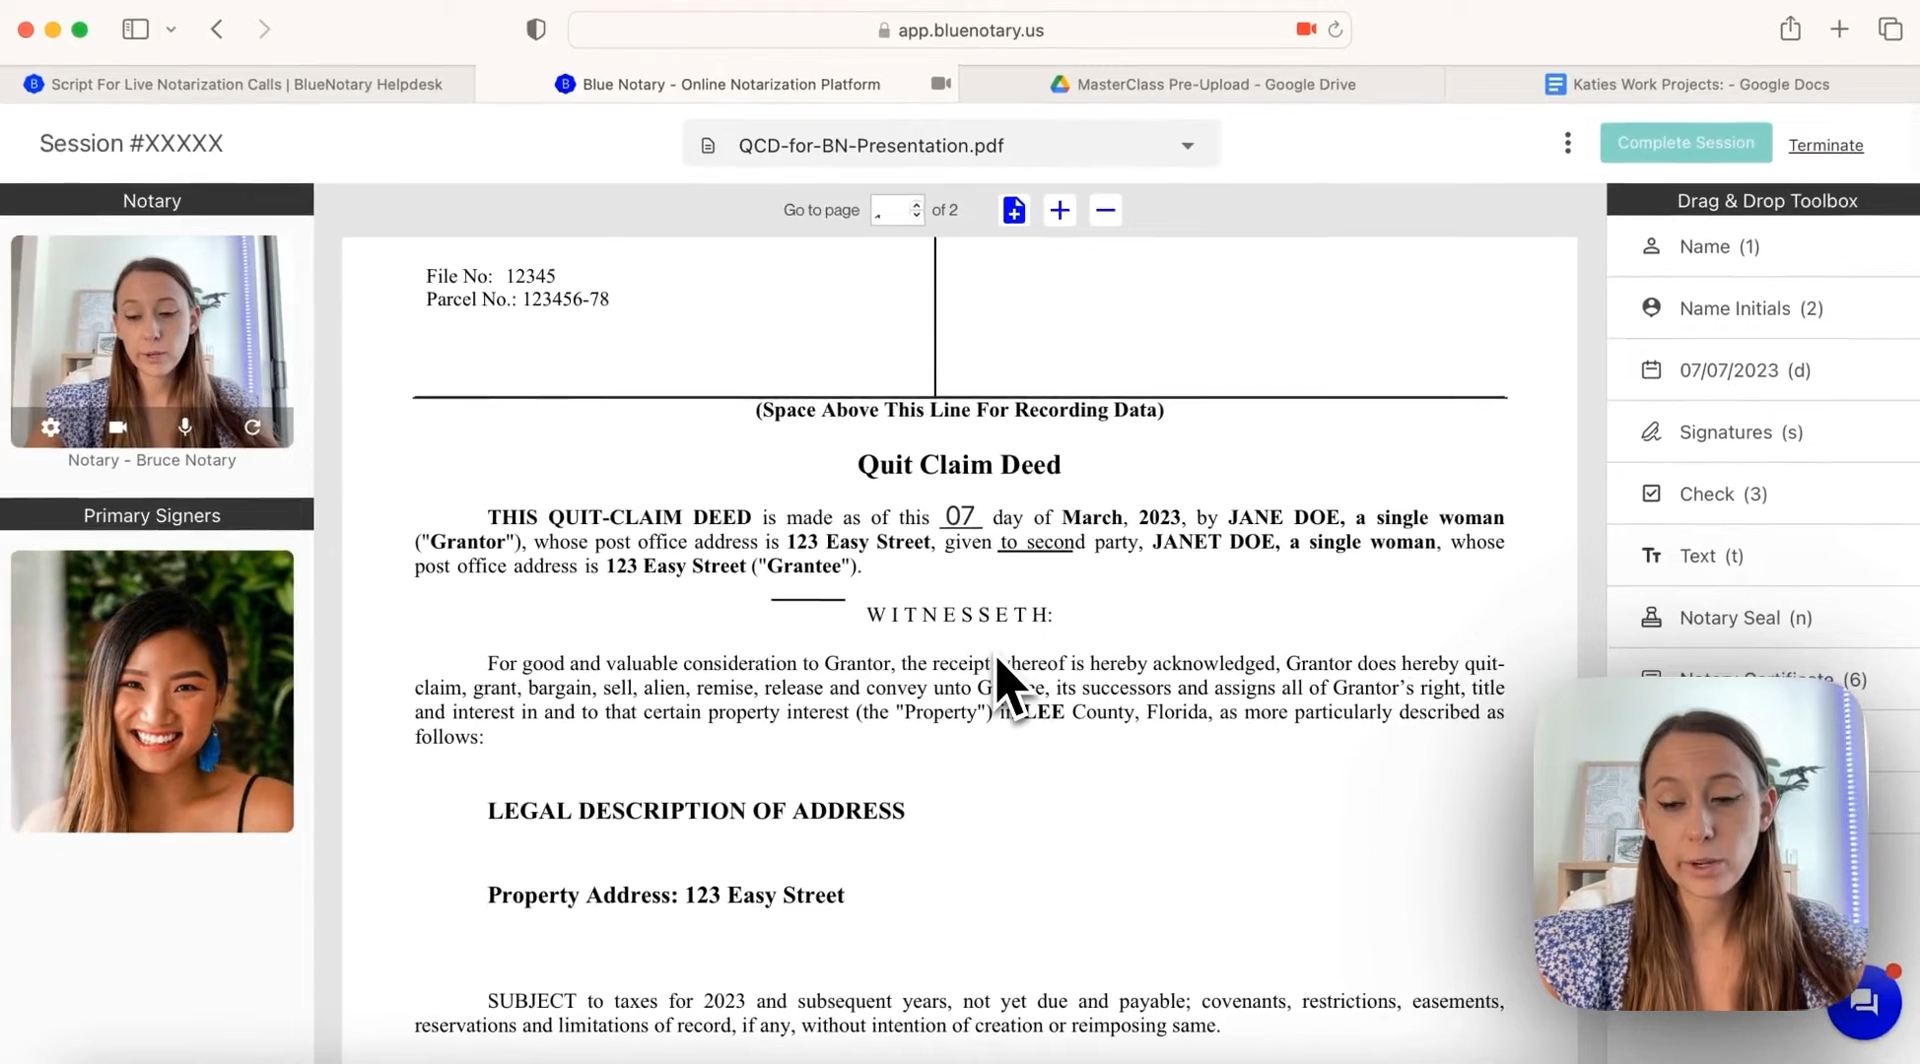 app.bluenotary.us
Script For Live Notarization Calls | BlueNotary Helpdesk
Blue Notary - Online Notarization Platform
MasterClass Pre-Upload - Google Drive
Katies Work Projects: - Google Docs
Session #XXXXX
QCD-for-BN-Presentation.pdf
Complete Session
Terminate
Notary
Go to page
of 2
Drag & Drop Toolbox
Notary - Bruce Notary
Primary Signers
File No: 12345
Parcel No.: 123456-78
(Space Above This Line For Recording Data)
Quit Claim Deed
THIS QUIT-CLAIM DEED is made as of this 07 day of March, 2023, by JANE DOE, a single woman
("Grantor"), whose post office address is 123 Easy Street, given to second party, JANET DOE, a single woman, whose
post office address is 123 Easy Street ("Grantee").
W I T N E S S E T H:
For good and valuable consideration to Grantor, the receipt whereof is hereby acknowledged, Grantor does hereby quit-
claim, grant, bargain, sell, alien, remise, release and convey unto its successors and assigns all of Grantor's right, title
and interest in and to that certain property interest (the "Property") LEE County, Florida, as more particularly described as
follows:
LEGAL DESCRIPTION OF ADDRESS
Property Address: 123 Easy Street
SUBJECT to taxes for 2023 and subsequent years, not yet due and payable; covenants, restrictions, easements,
reservations and limitations of record, if any, without intention of creation or reimposing same.
Name (1)
Name Initials (2)
07/07/2023 (d)
Signatures (s)
Check (3)
Text (t)
Notary Seal (n)
Notary Certificate (6)